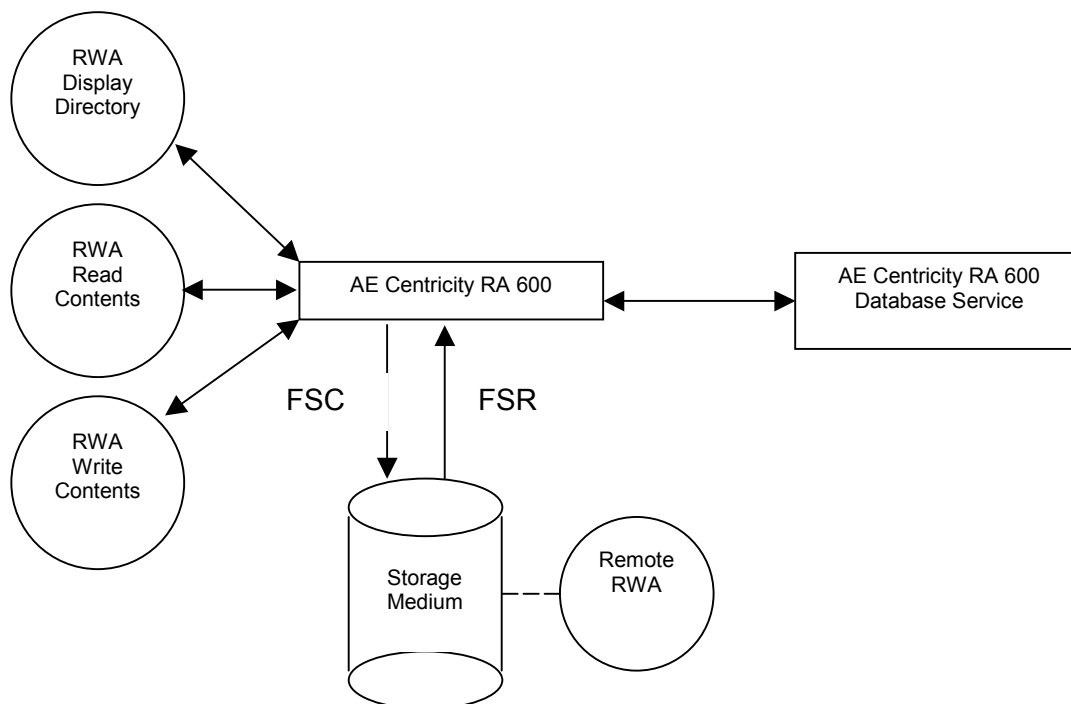 RWA
Display
Directory
RWA
Read
Contents
RWA
Write
Contents
AE Centricity RA 600
AE Centricity RA 600
Database Service
FSC
FSR
Storage
Medium
Remote
RWA